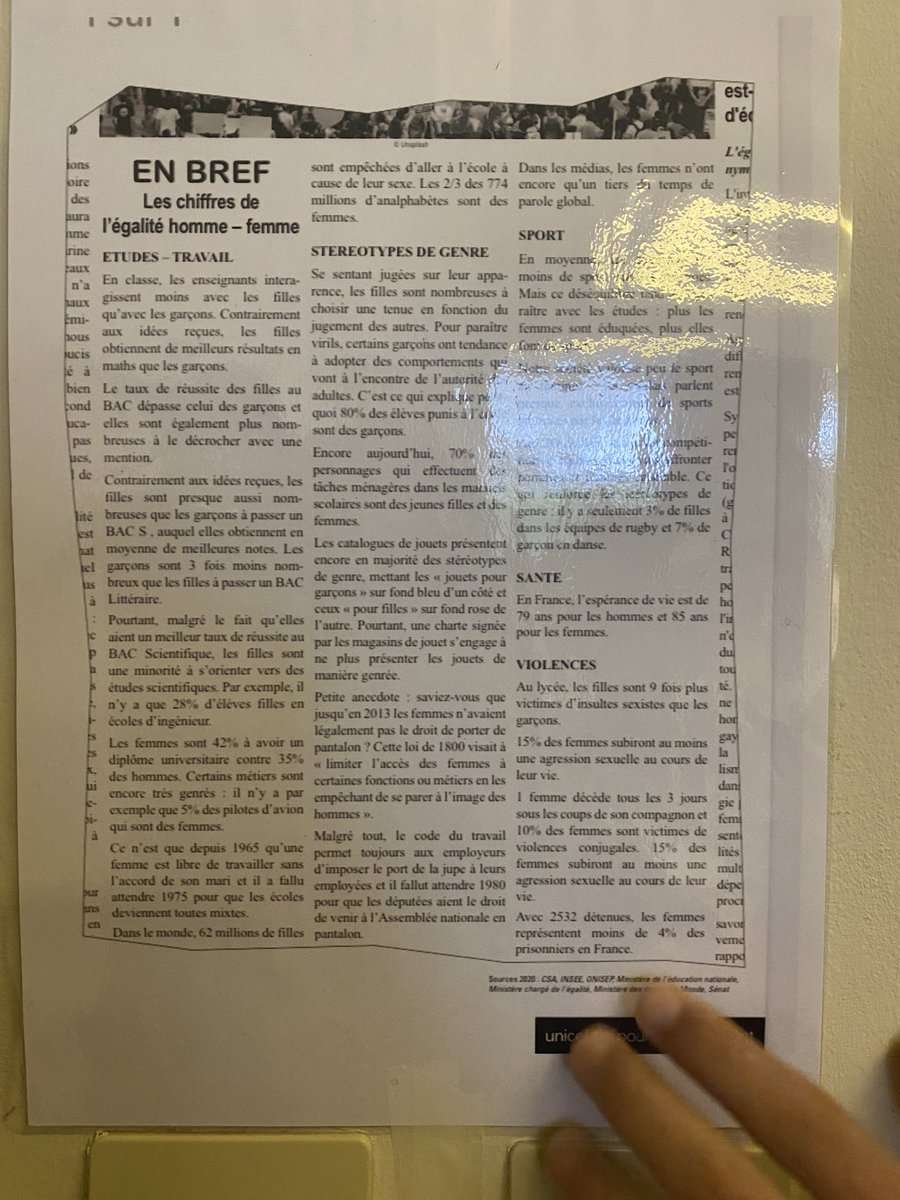 © Unsplash
EN BREF
Les chiffres de
l'égalité homme – femme
ETUDES – TRAVAIL
En classe, les enseignants intera-
gissent moins avec les filles
qu'avec les garçons. Contrairement
aux idées reçues, les filles
obtiennent de meilleurs résultats en
maths que les garçons.
Le taux de réussite des filles au
BAC dépasse celui des garçons et
elles sont également plus nom-
breuses à le décrocher avec une
mention.
Contrairement aux idées reçues, les
filles sont presque aussi nom-
breuses que les garçons à passer un
BAC S , auquel elles obtiennent en
moyenne de meilleures notes. Les
garçons sont 3 fois moins nom-
breux que les filles à passer un BAC
Littéraire.
Pourtant, malgré le fait qu'elles
aient un meilleur taux de réussite au
BAC Scientifique, les filles sont
une minorité à s'orienter vers des
études scientifiques. Par exemple, il
n'y a que 28% d'élèves filles en
écoles d'ingénieur.
Les femmes sont 42% à avoir un
diplôme universitaire contre 35%
des hommes. Certains métiers sont
encore très genrés : il n'y a par
exemple que 5% des pilotes d'avion
qui sont des femmes.
Ce n'est que depuis 1965 qu'une
femme est libre de travailler sans
l'accord de son mari et il a fallu
attendre 1975 pour que les écoles
deviennent toutes mixtes.
Dans le monde, 62 millions de filles
sont empêchées d'aller à l'école à
cause de leur sexe. Les 2/3 des 774
millions d'analphabètes sont des
femmes.
STEREOTYPES DE GENRE
Se sentant jugées sur leur appa-
rence, les filles sont nombreuses à
choisir une tenue en fonction du
jugement des autres. Pour paraître
virils, certains garçons ont tendance
à adopter des comportements qui
vont à l'encontre de l'autorité
adultes. C'est ce qui explique
quoi 80% des élèves punis à
sont des garçons.
Encore aujourd'hui, 70%
personnages qui effectuent des
tâches ménagères dans les manuels
scolaires sont des jeunes filles et des
femmes.
Les catalogues de jouets présentent
encore en majorité des stéréotypes
de genre, mettant les « jouets pour
garçons » sur fond bleu d'un côté et
ceux « pour filles » sur fond rose de
l'autre. Pourtant, une charte signée
par les magasins de jouet s'engage à
ne plus présenter les jouets de
manière genrée.
Petite anecdote : saviez-vous que
jusqu'en 2013 les femmes n'avaient
légalement pas le droit de porter de
pantalon ? Cette loi de 1800 visait à
« limiter l'accès des femmes à
certaines fonctions ou métiers en les
empêchant de se parer à l'image des
hommes ».
Malgré tout, le code du travail
permet toujours aux employeurs
d'imposer le port de la jupe à leurs
employées et il fallut attendre 1980
pour que les députées aient le droit
de venir à l'Assemblée nationale en
pantalon.
Dans les médias, les femmes n'ont
encore qu'un tiers du temps de
parole global.
SPORT
En moyenne,
moins de
Mais ce
raître avec les études : plus les
femmes sont éduquées, plus elles
peu le sport
parlent
sports
compéti-
affronter
Ce
qui renforce les stéréotypes de
genre : il y a seulement 3% de filles
dans les équipes de rugby et 7% de
garçon en danse.
SANTE
En France, l'espérance de vie est de
79 ans pour les hommes et 85 ans
pour les femmes.
VIOLENCES
Au lycée, les filles sont 9 fois plus
victimes d'insultes sexistes que les
garçons.
15% des femmes subiront au moins
une agression sexuelle au cours de
leur vie.
1 femme décède tous les 3 jours
sous les coups de son compagnon et
10% des femmes sont victimes de
violences conjugales. 15% des
femmes subiront au moins une
agression sexuelle au cours de leur
vie.
Avec 2532 détenues, les femmes
représentent moins de 4% des
prisonniers en France.
Sources 2020 : CSA, INSEE, ONISEP, Ministère de l'éducation nationale,
Ministère chargé de l'égalité, Ministère des Monde, Sénat